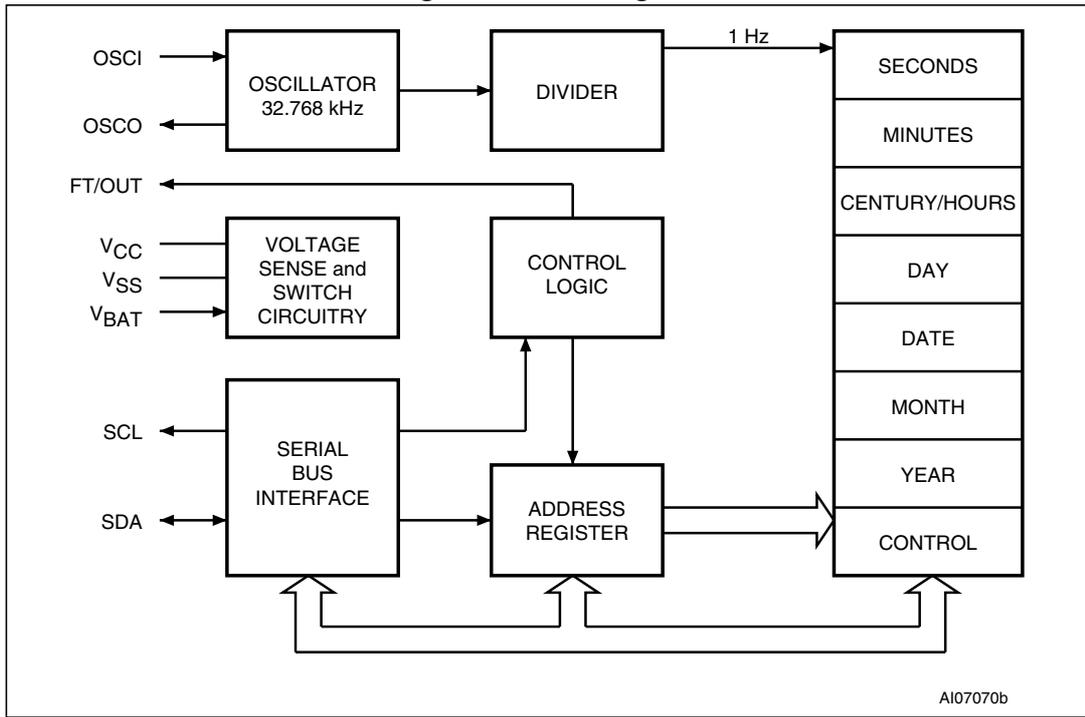 OSCI
OSCO
FT/OUT
VCC
VSS
VBAT
SCL
SDA
OSCILLATOR
32.768 kHz
DIVIDER
1 Hz
VOLTAGE
SENSE and
SWITCH
CIRCUITRY
CONTROL
LOGIC
SERIAL
BUS
INTERFACE
ADDRESS
REGISTER
SECONDS
MINUTES
CENTURY/HOURS
DAY
DATE
MONTH
YEAR
CONTROL
AI07070b